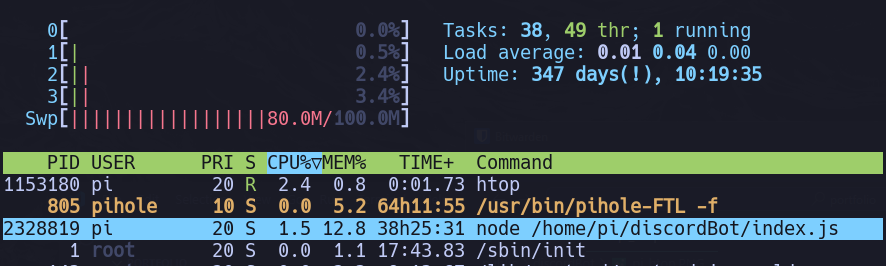 0[ 0.0%] Tasks: 38, 49 thr; 1 running
1[| 0.5%] Load average: 0.01 0.04 0.00
2[|| 2.4%] Uptime: 347 days(!), 10:19:35
3[|| 3.4%]
Swp[||||||||||||||||||80.0M/100.0M]
PID USER PRI S CPU%▽MEM% TIME+ Command
1153180 pi 20 R 2.4 0.8 0:01.73 htop
805 pihole 10 S 0.0 5.2 64h11:55 /usr/bin/pihole-FTL -f
2328819 pi 20 S 1.5 12.8 38h25:31 node /home/pi/discordBot/index.js
1 root 20 S 0.0 1.1 17:43.83 /sbin/init